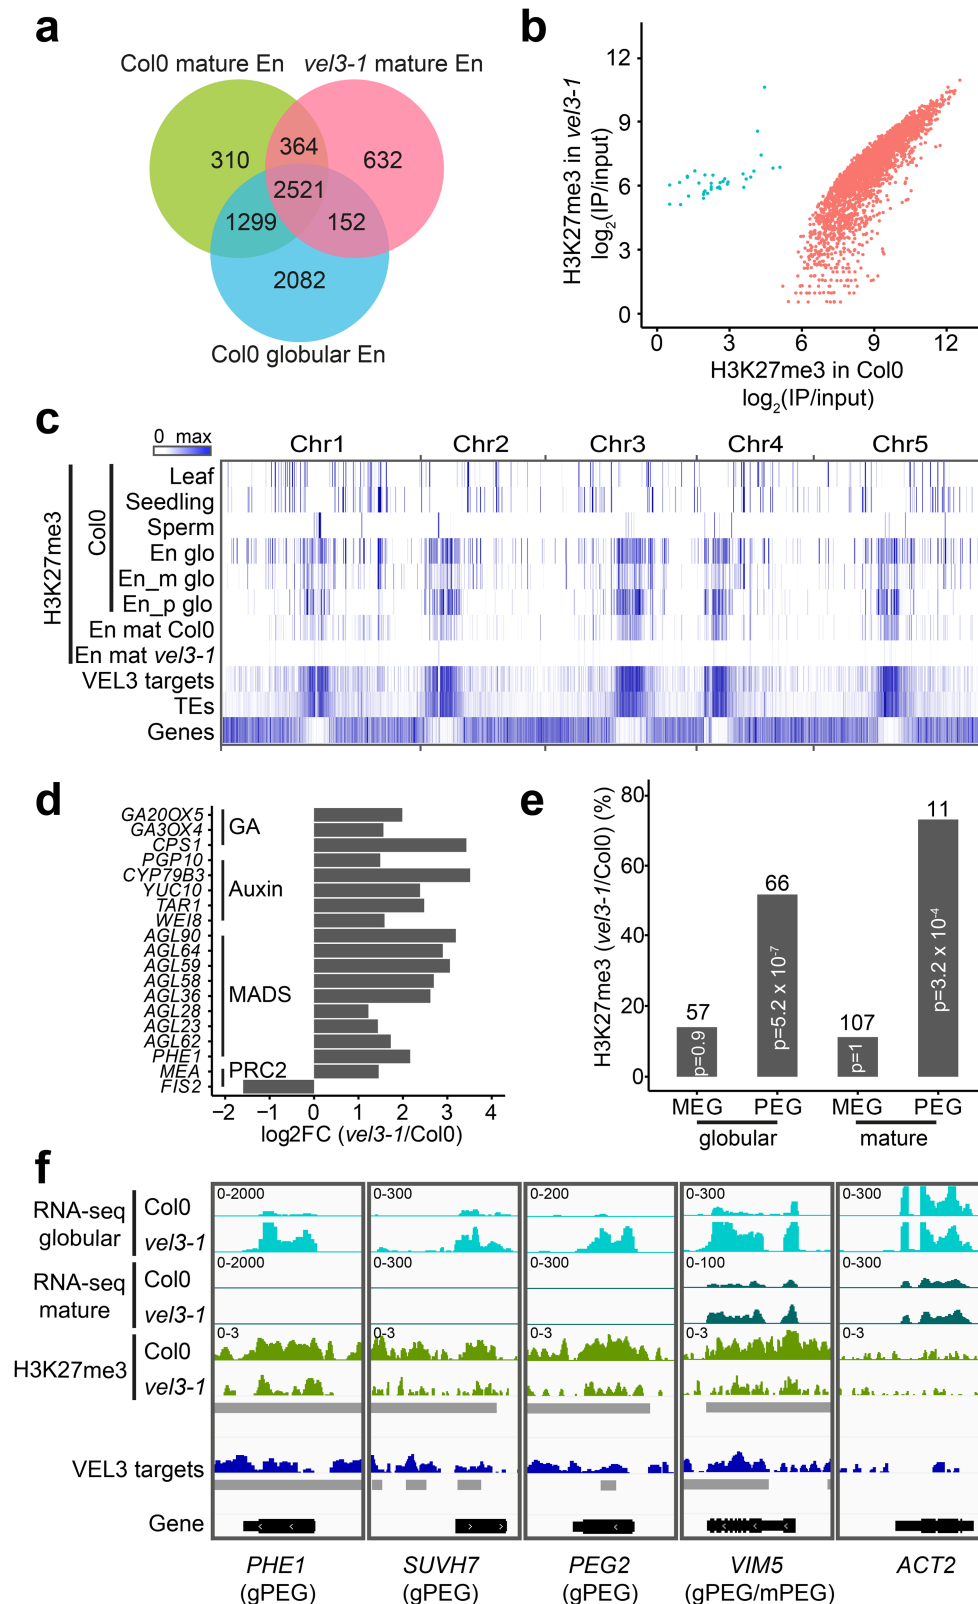 a
Col0 mature En
vel3-1 mature En
310
364
632
2521
1299
152
2082
Col0 globular En
b
H3K27me3 in vel3-1
log2(IP/input)
12
9
6
3
0
0 3 6 9 12
H3K27me3 in Col0
log2(IP/input)
c
0 max
Chr1 Chr2 Chr3 Chr4 Chr5
H3K27me3
Col0
Leaf
Seedling
Sperm
En glo
En_m glo
En_p glo
En mat Col0
En mat vel3-1
VEL3 targets
TEs
Genes
d
GA20OX5
GA3OX4
CPS1
PGP10
CYP79B3
YUC10
TAR1
WEI8
AGL90
AGL64
AGL59
AGL58
AGL36
AGL28
AGL23
AGL62
PHE1
MEA
FIS2
GA
Auxin
MADS
PRC2
−2 −1 0 1 2 3 4
log2FC (vel3-1/Col0)
e
H3K27me3 (vel3-1/Col0) (%)
80
60
40
20
0
57
p=0.9
66
p=5.2 x 10-7
107
p=1
11
p=3.2 x 10-4
MEG PEG MEG PEG
globular mature
f
RNA-seq
globular
Col0
vel3-1
0-2000 0-300 0-200 0-300 0-300
RNA-seq
mature
Col0
vel3-1
0-2000 0-300 0-300 0-100 0-300
H3K27me3
Col0
vel3-1
0-3 0-3 0-3 0-3 0-3
VEL3 targets
Gene
PHE1 SUVH7 PEG2 VIM5 ACT2
(gPEG) (gPEG) (gPEG) (gPEG/mPEG)